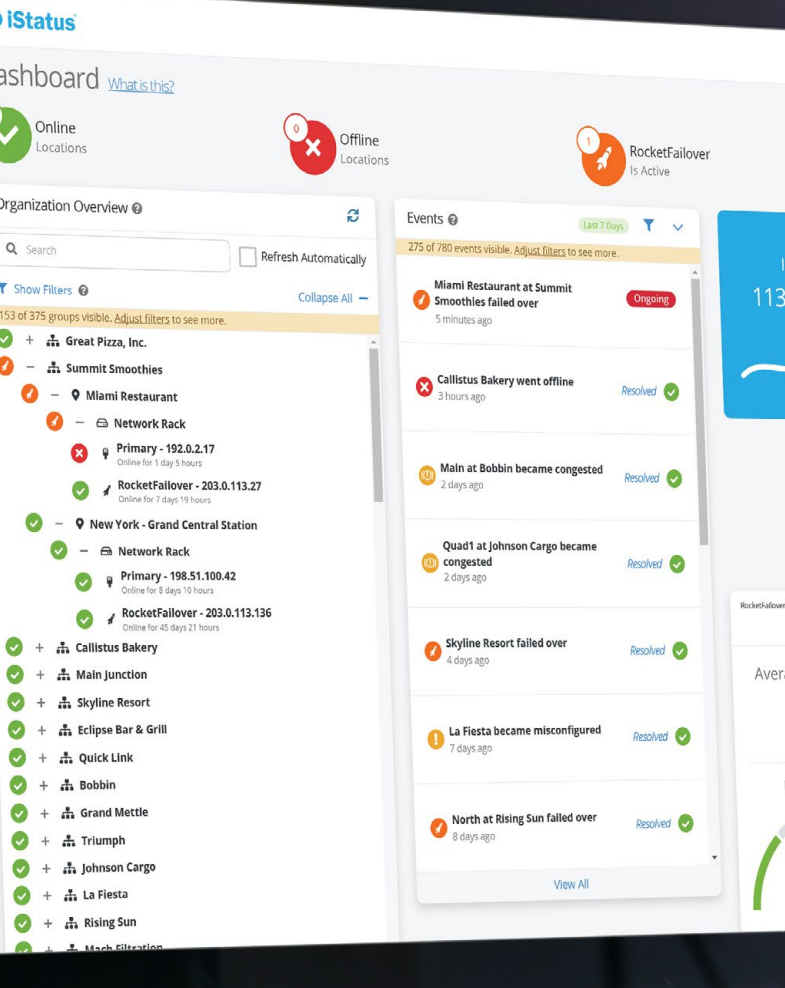 iStatus
ashboard What is this?
Online
Locations
0
Offline
Locations
1
RocketFailover
Is Active
Organization Overview
Search
Refresh Automatically
Show Filters
Collapse All
153 of 375 groups visible. Adjust filters to see more.
Great Pizza, Inc.
Summit Smoothies
Miami Restaurant
Network Rack
Primary - 192.0.2.17
Online for 1 day 5 hours
RocketFailover - 203.0.113.27
Online for 7 days 19 hours
New York - Grand Central Station
Network Rack
Primary - 198.51.100.42
Online for 8 days 10 hours
RocketFailover - 203.0.113.136
Online for 45 days 21 hours
Callistus Bakery
Main Junction
Skyline Resort
Eclipse Bar & Grill
Quick Link
Bobbin
Grand Mettle
Triumph
Johnson Cargo
La Fiesta
Rising Sun
Mach Filtration
Events
Last 7 Days
275 of 780 events visible. Adjust filters to see more.
Miami Restaurant at Summit
Smoothies failed over
5 minutes ago
Ongoing
Callistus Bakery went offline
3 hours ago
Resolved
Main at Bobbin became congested
2 days ago
Resolved
Quad1 at Johnson Cargo became
congested
2 days ago
Resolved
Skyline Resort failed over
4 days ago
Resolved
La Fiesta became misconfigured
7 days ago
Resolved
North at Rising Sun failed over
8 days ago
Resolved
View All
113
RocketFailover
Aver